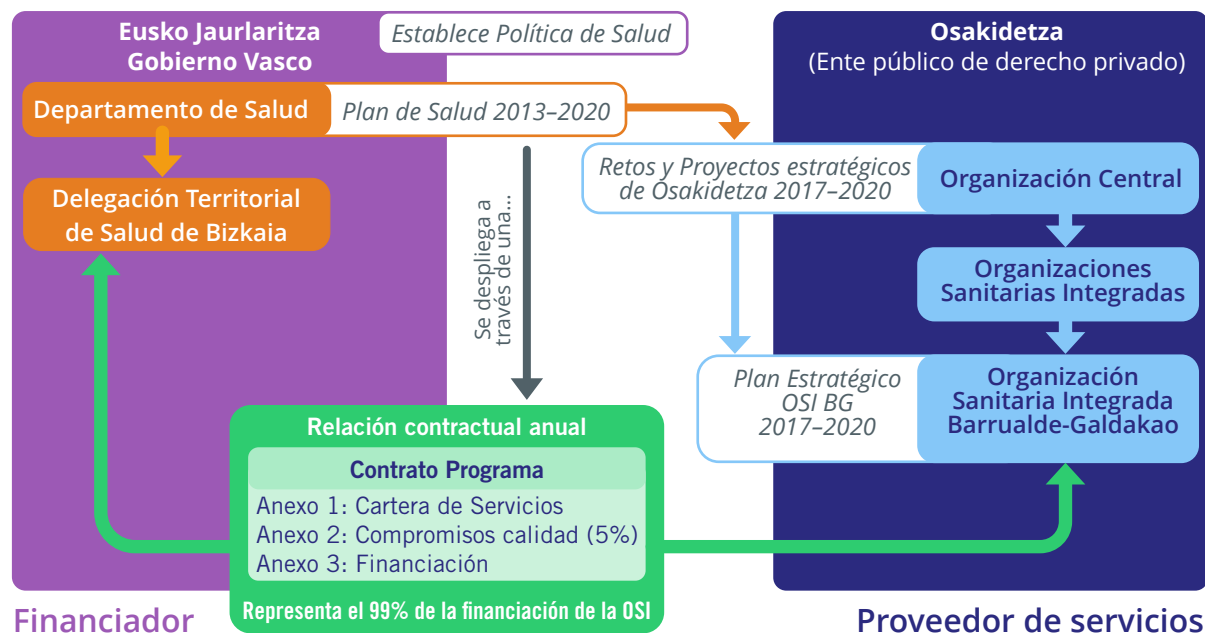 Eusko Jaurlaritza
Gobierno Vasco
Establece Política de Salud
Osakidetza
(Ente público de derecho privado)
Departamento de Salud
Plan de Salud 2013–2020
Retos y Proyectos estratégicos
de Osakidetza 2017–2020
Organización Central
Delegación Territorial
de Salud de Bizkaia
Se despliega a
través de una...
Organizaciones
Sanitarias Integradas
Plan Estratégico
OSI BG
2017–2020
Organización
Sanitaria Integrada
Barrualde-Galdakao
Relación contractual anual
Contrato Programa
Anexo 1: Cartera de Servicios
Anexo 2: Compromisos calidad (5%)
Anexo 3: Financiación
Representa el 99% de la financiación de la OSI
Financiador
Proveedor de servicios